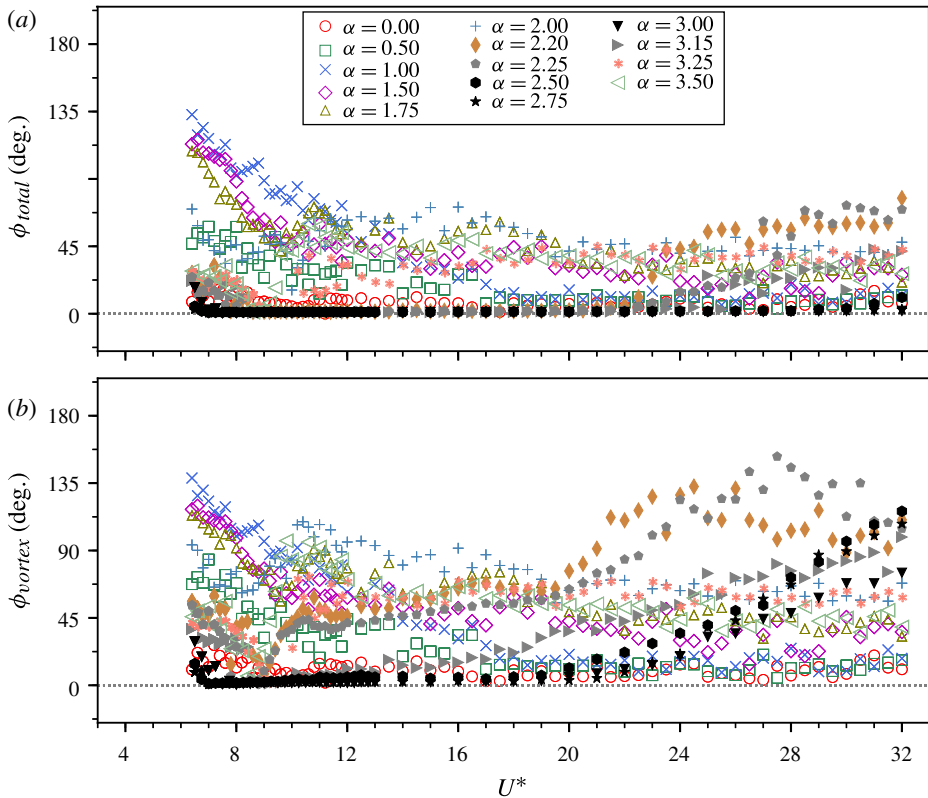 (a)
α = 0.00
α = 0.50
α = 1.00
α = 1.50
α = 1.75
α = 2.00
α = 2.20
α = 2.25
α = 2.50
α = 2.75
α = 3.00
α = 3.15
α = 3.25
α = 3.50
180
135
45
0
ϕtotal (deg.)
(b)
180
135
90
45
0
ϕvortex (deg.)
4 8 12 16 20 24 28 32
U*